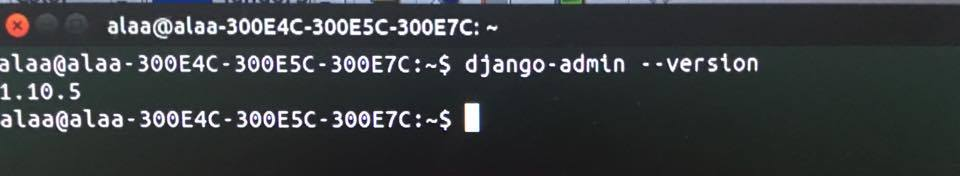 alaa@alaa-300E4C-300E5C-300E7C: ~
alaa@alaa-300E4C-300E5C-300E7C:~$ django-admin --version
1.10.5
alaa@alaa-300E4C-300E5C-300E7C:~$